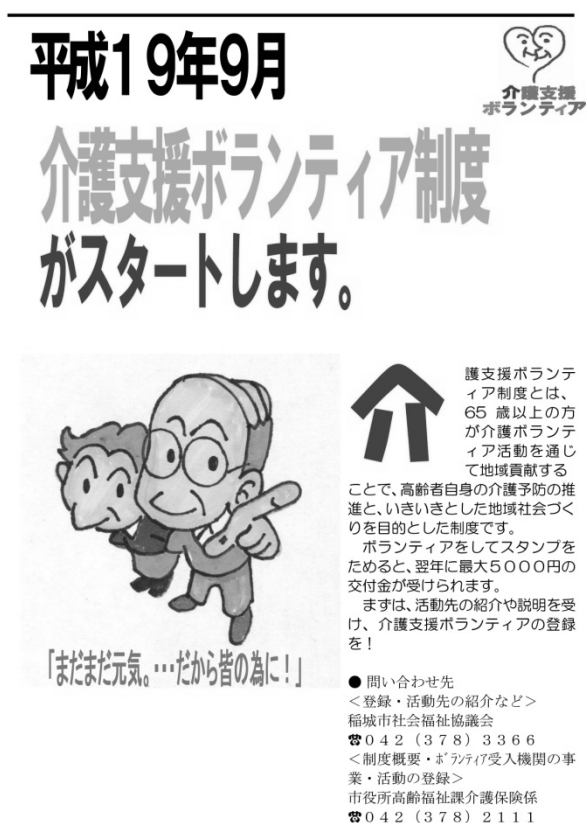 平成19年9月
介護支援
ボランティア
介護支援ボランティア制度
がスタートします。
介
護支援ボランテ
ィア制度とは、
65 歳以上の方
が介護ボランテ
ィア活動を通じ
て地域貢献する
ことで、高齢者自身の介護予防の推
進と、いきいきとした地域社会づく
りを目的とした制度です。
　ボランティアをしてスタンプを
ためると、翌年に最大5000円の
交付金が受けられます。
　まずは、活動先の紹介や説明を受
け、介護支援ボランティアの登録
を！
「まだまだ元気。…だから皆の為に！」
● 問い合わせ先
＜登録・活動先の紹介など＞
稲城市社会福祉協議会
☎０４２（３７８）３３６６
＜制度概要・ﾎﾞﾗﾝﾃｨｱ受入機関の事
業・活動の登録＞
市役所高齢福祉課介護保険係
☎０４２（３７８）２１１１